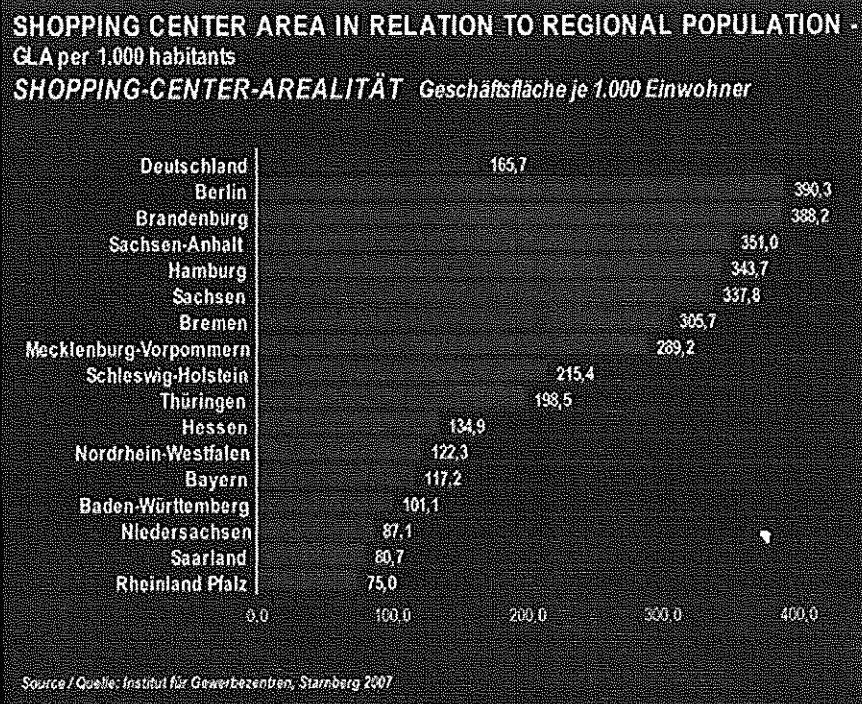 SHOPPING CENTER AREA IN RELATION TO REGIONAL POPULATION -
GLA per 1.000 habitants
SHOPPING-CENTER-AREALITÄT Geschäftsfläche je 1.000 Einwohner
Deutschland 165,7
Berlin 390,3
Brandenburg 388,2
Sachsen-Anhalt 351,0
Hamburg 343,7
Sachsen 337,8
Bremen 305,7
Mecklenburg-Vorpommern 289,2
Schleswig-Holstein 215,4
Thüringen 198,5
Hessen 134,9
Nordrhein-Westfalen 122,3
Bayern 117,2
Baden-Württemberg 101,1
Niedersachsen 87,1
Saarland 80,7
Rheinland Pfalz 75,0
0,0 100,0 200,0 300,0 400,0
Source / Quelle: Institut für Gewerbezentren, Starnberg 2007